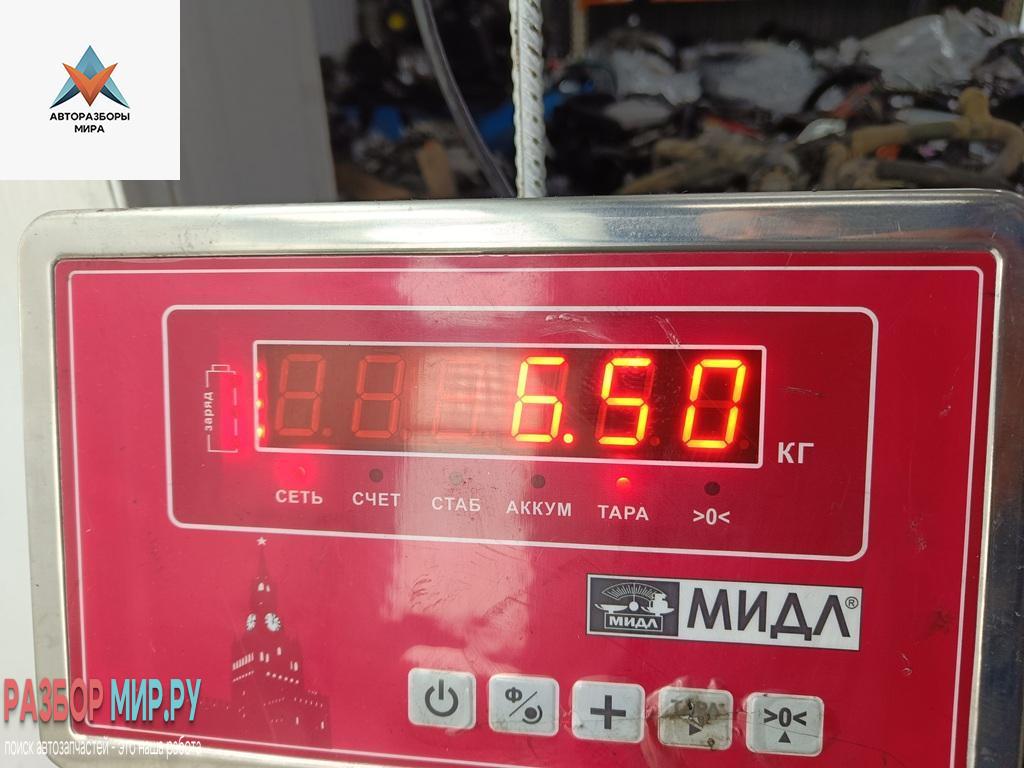 АВТОРАЗБОРЫ
МИРА
заряд
6.50
КГ
СЕТЬ СЧЕТ СТАБ АККУМ ТАРА >0<
МИДЛ МИДЛ®
Ф/
+
ТАРА
>0<
РАЗБОР МИР.РУ
поиск автозапчастей - это наша работа